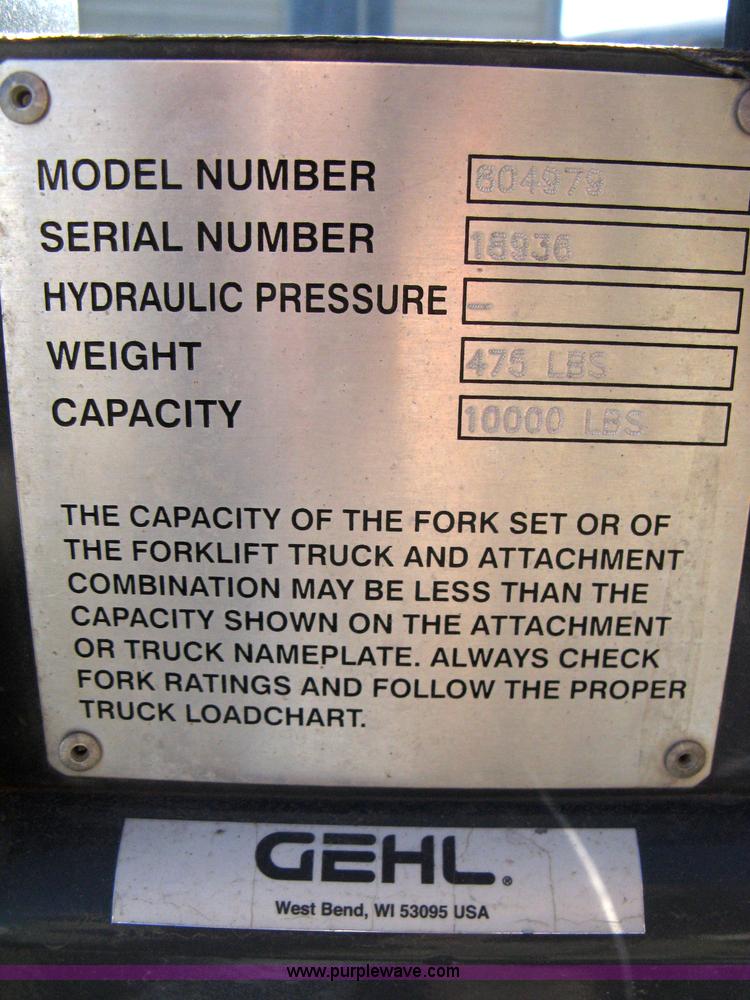 MODEL NUMBER 804979
SERIAL NUMBER 18936
HYDRAULIC PRESSURE –
WEIGHT 475 LBS
CAPACITY 10000 LBS
THE CAPACITY OF THE FORK SET OR OF
THE FORKLIFT TRUCK AND ATTACHMENT
COMBINATION MAY BE LESS THAN THE
CAPACITY SHOWN ON THE ATTACHMENT
OR TRUCK NAMEPLATE. ALWAYS CHECK
FORK RATINGS AND FOLLOW THE PROPER
TRUCK LOADCHART.
GEHL®
West Bend, WI 53095 USA
www.purplewave.com